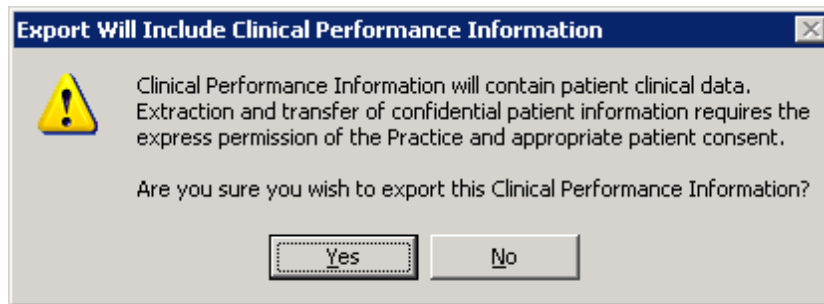 Export Will Include Clinical Performance Information
Clinical Performance Information will contain patient clinical data.
Extraction and transfer of confidential patient information requires the
express permission of the Practice and appropriate patient consent.
Are you sure you wish to export this Clinical Performance Information?
Yes No